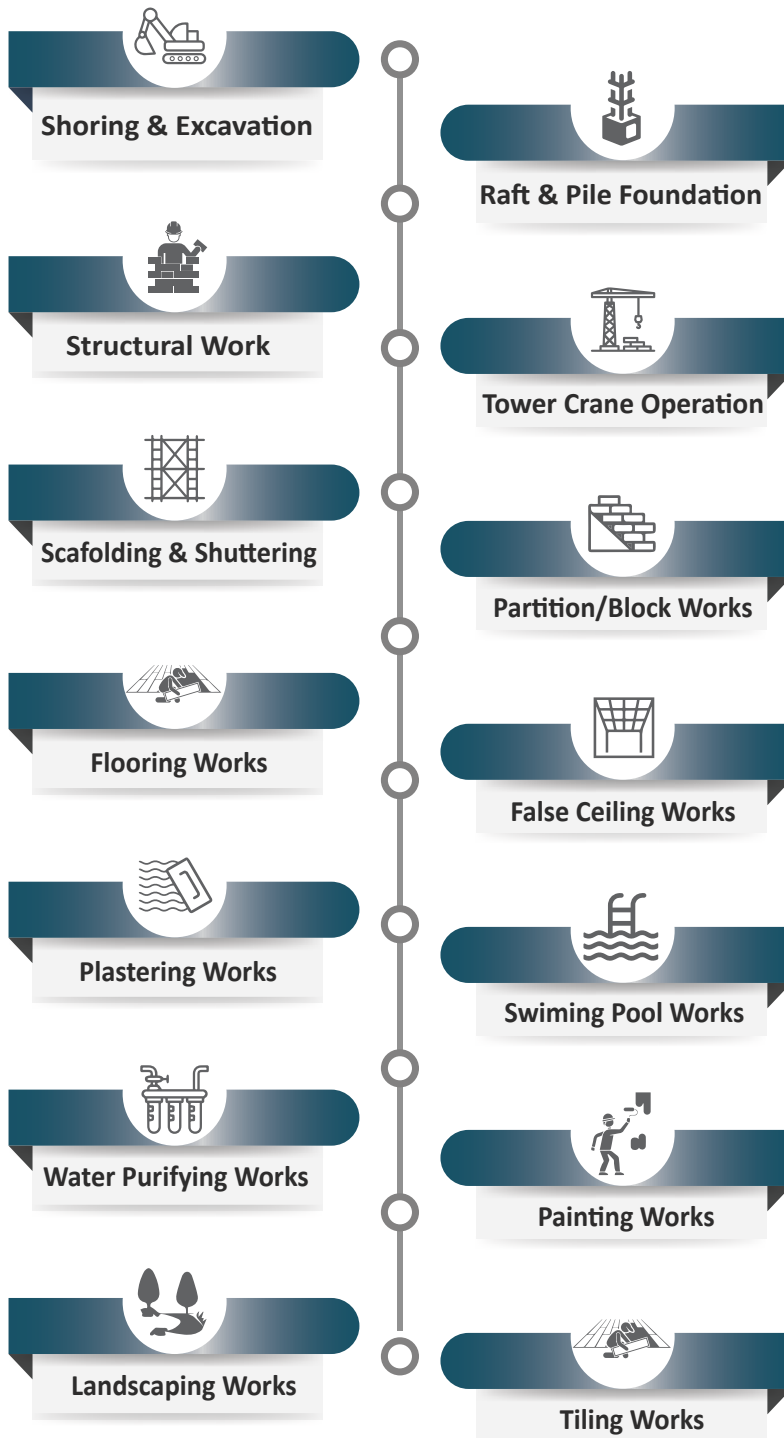 Shoring & Excavation
Raft & Pile Foundation
Structural Work
Tower Crane Operation
Scafolding & Shuttering
Partition/Block Works
Flooring Works
False Ceiling Works
Plastering Works
Swiming Pool Works
Water Purifying Works
Painting Works
Landscaping Works
Tiling Works